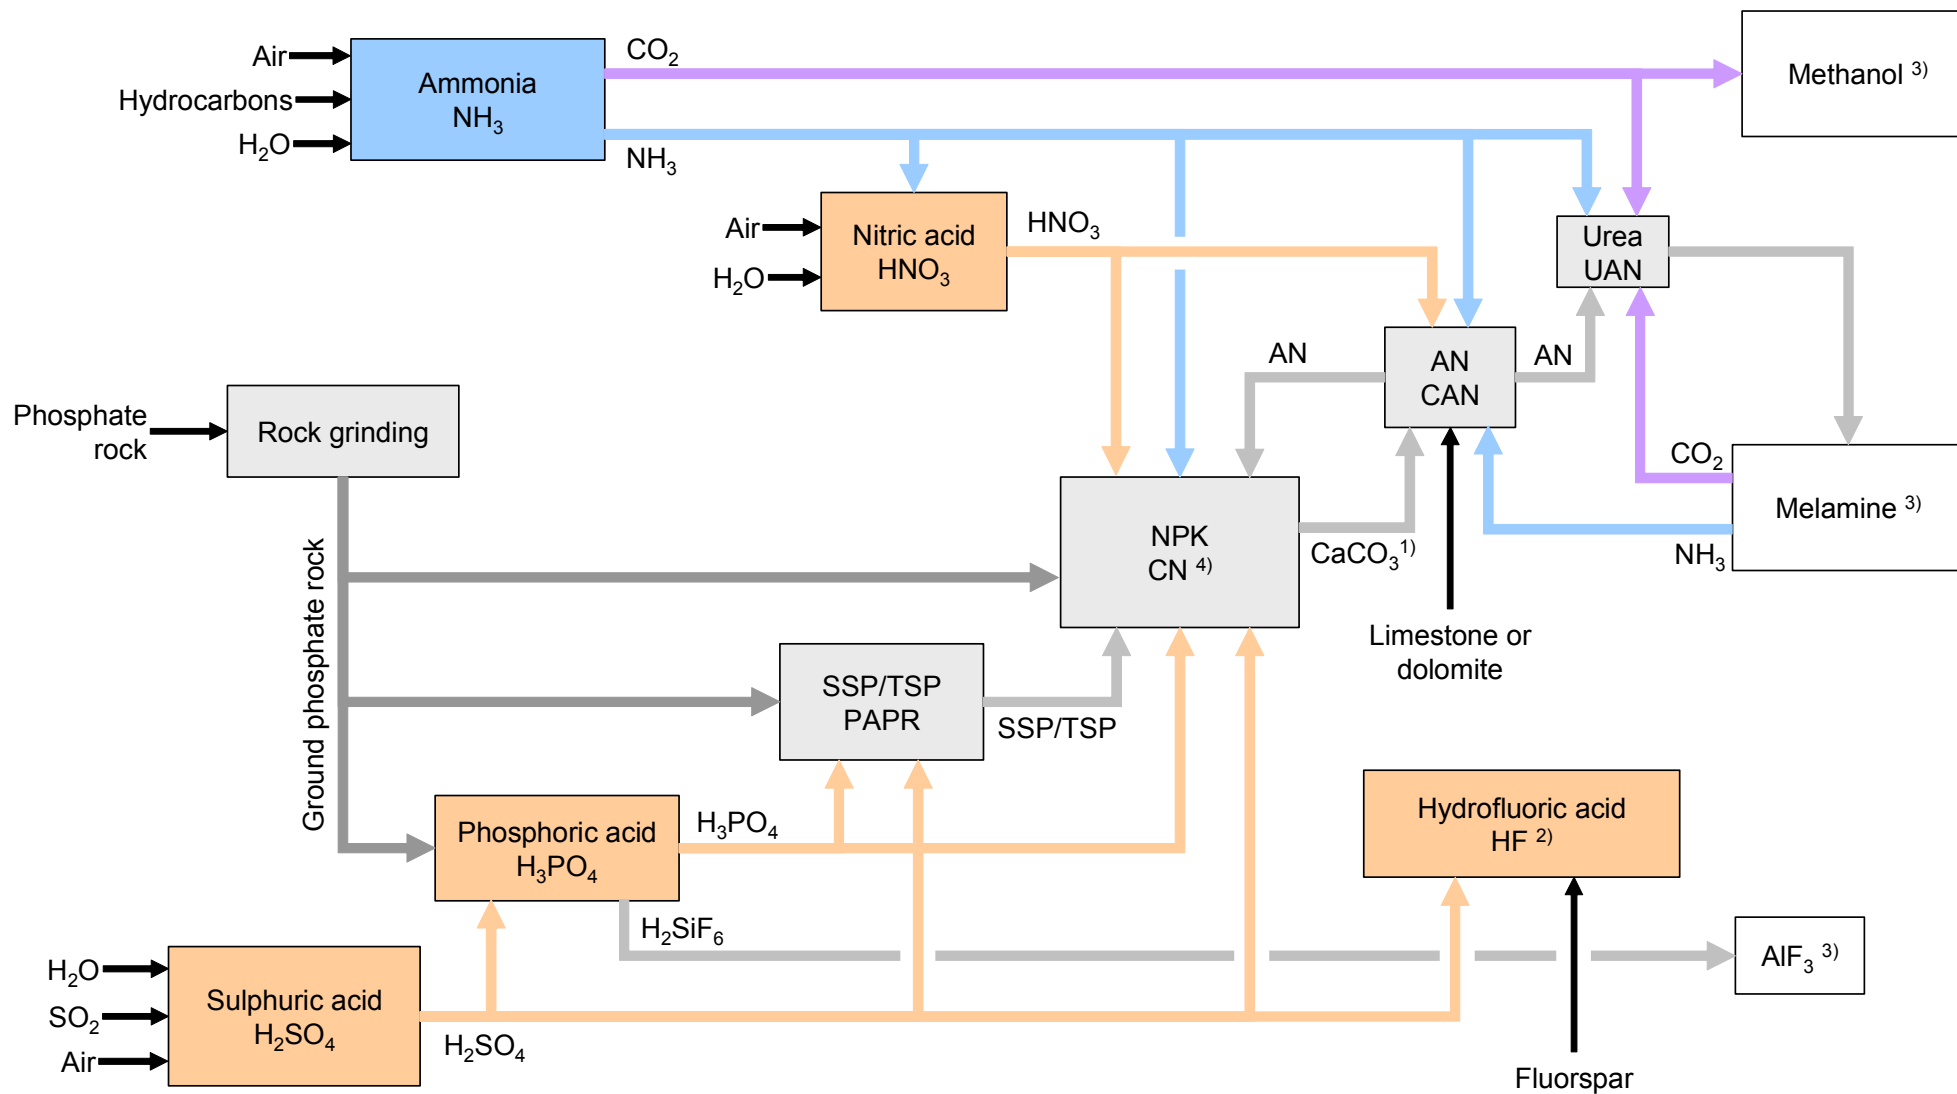 CO₂
Air
Ammonia
NH₃
Methanol ³⁾
Hydrocarbons
H₂O
NH₃
Air
Nitric acid
HNO₃
HNO₃
H₂O
Urea
UAN
AN
AN
CAN
AN
Phosphate
rock
Rock grinding
CO₂
Melamine ³⁾
NH₃
NPK
CN ⁴⁾
CaCO₃¹⁾
Ground phosphate rock
Limestone or
dolomite
SSP/TSP
PAPR
SSP/TSP
Phosphoric acid
H₃PO₄
H₃PO₄
Hydrofluoric acid
HF ²⁾
H₂SiF₆
AlF₃ ³⁾
H₂O
SO₂
Air
Sulphuric acid
H₂SO₄
H₂SO₄
Fluorspar